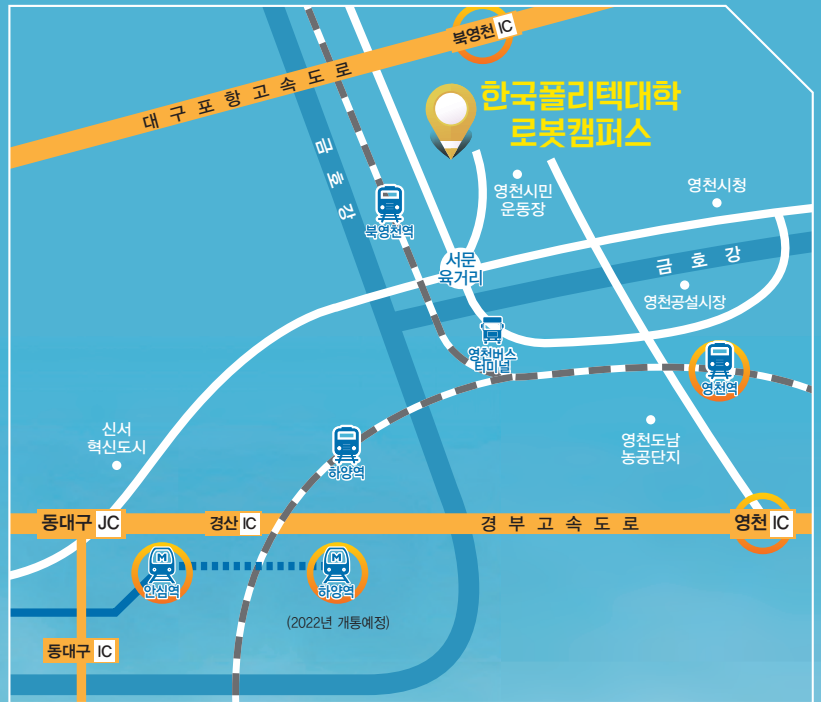 북영천 IC
대구포항고속도로
한국폴리텍대학
로봇캠퍼스
금호강
영천시민
운동장
영천시청
북영천역
서문
육거리
금호강
영천공설시장
영천버스
터미널
영천역
신서
혁신도시
하양역
영천도남
농공단지
동대구 JC
경산 IC
경부고속도로
영천 IC
M
안심역
M
하양역
(2022년 개통예정)
동대구 IC